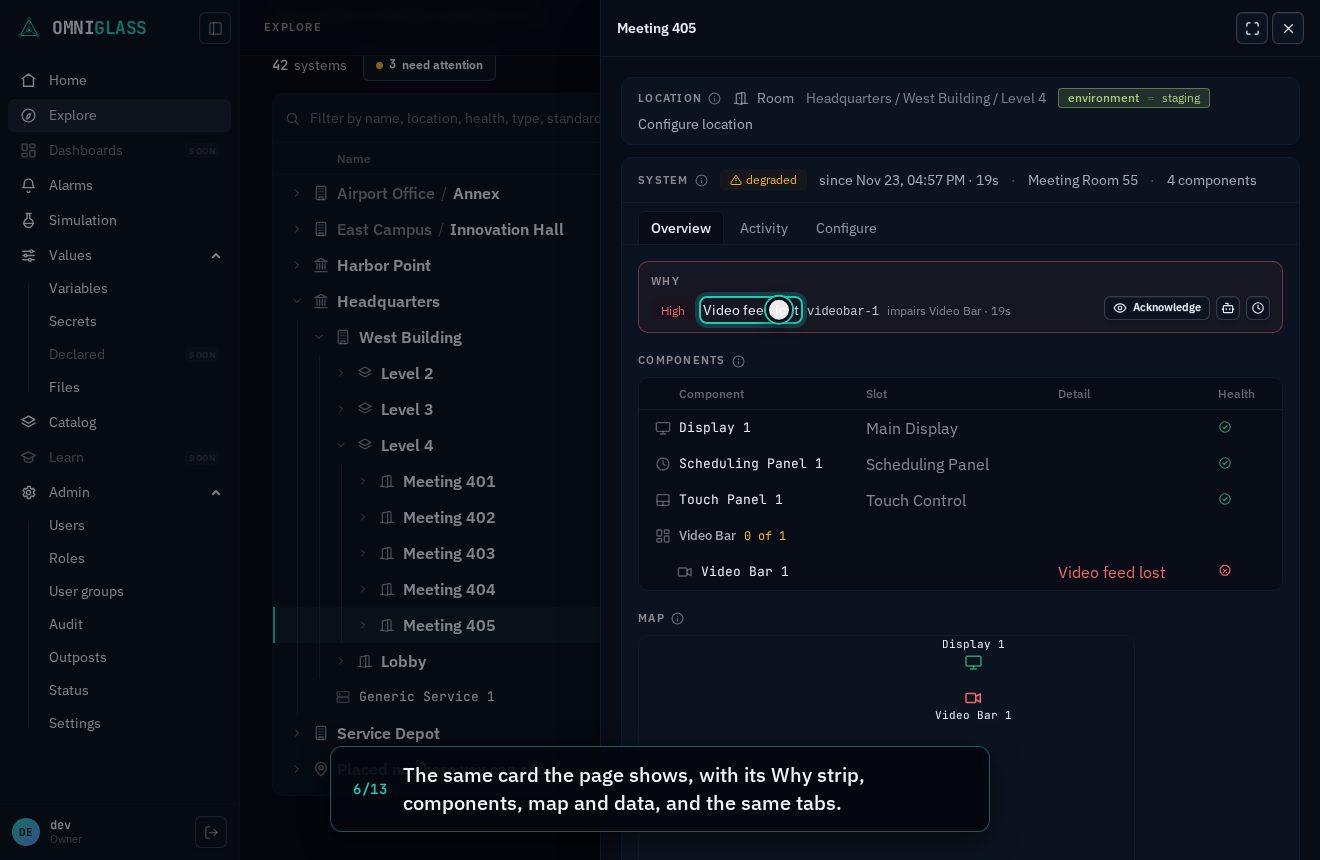 OMNIGLASS
Home
Explore
Dashboards SOON
Alarms
Simulation
Values
Variables
Secrets
Declared SOON
Files
Catalog
Learn SOON
Admin
Users
Roles
User groups
Audit
Outposts
Status
Settings
DE dev
Owner
EXPLORE
42 systems 3 need attention
Filter by name, location, health, type, standard
Name
Airport Office / Annex
East Campus / Innovation Hall
Harbor Point
Headquarters
West Building
Level 2
Level 3
Level 4
Meeting 401
Meeting 402
Meeting 403
Meeting 404
Meeting 405
Lobby
Generic Service 1
Service Depot
Meeting 405
LOCATION Room Headquarters / West Building / Level 4 environment = staging
Configure location
SYSTEM degraded since Nov 23, 04:57 PM · 19s · Meeting Room 55 · 4 components
Overview Activity Configure
WHY
High Video feed lost videobar-1 impairs Video Bar · 19s Acknowledge
COMPONENTS
Component Slot Detail Health
Display 1 Main Display
Scheduling Panel 1 Scheduling Panel
Touch Panel 1 Touch Control
Video Bar 0 of 1
Video Bar 1 Video feed lost
MAP
Display 1
Video Bar 1
6/13 The same card the page shows, with its Why strip,
components, map and data, and the same tabs.